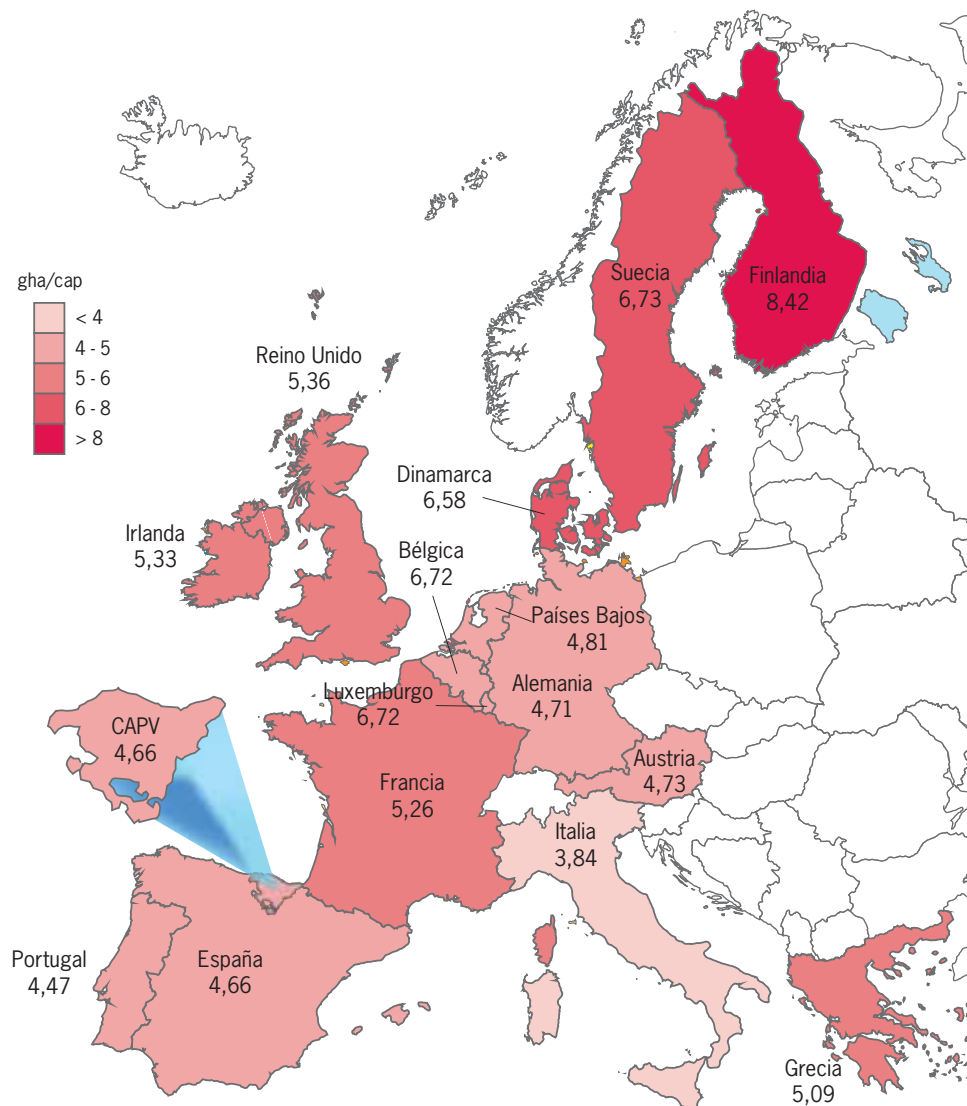 gha/cap
< 4
4 - 5
5 - 6
6 - 8
> 8
Suecia
6,73
Finlandia
8,42
Reino Unido
5,36
Dinamarca
6,58
Irlanda
5,33
Bélgica
6,72
Países Bajos
4,81
Luxemburgo
6,72
Alemania
4,71
CAPV
4,66
Austria
4,73
Francia
5,26
Italia
3,84
Portugal
4,47
España
4,66
Grecia
5,09